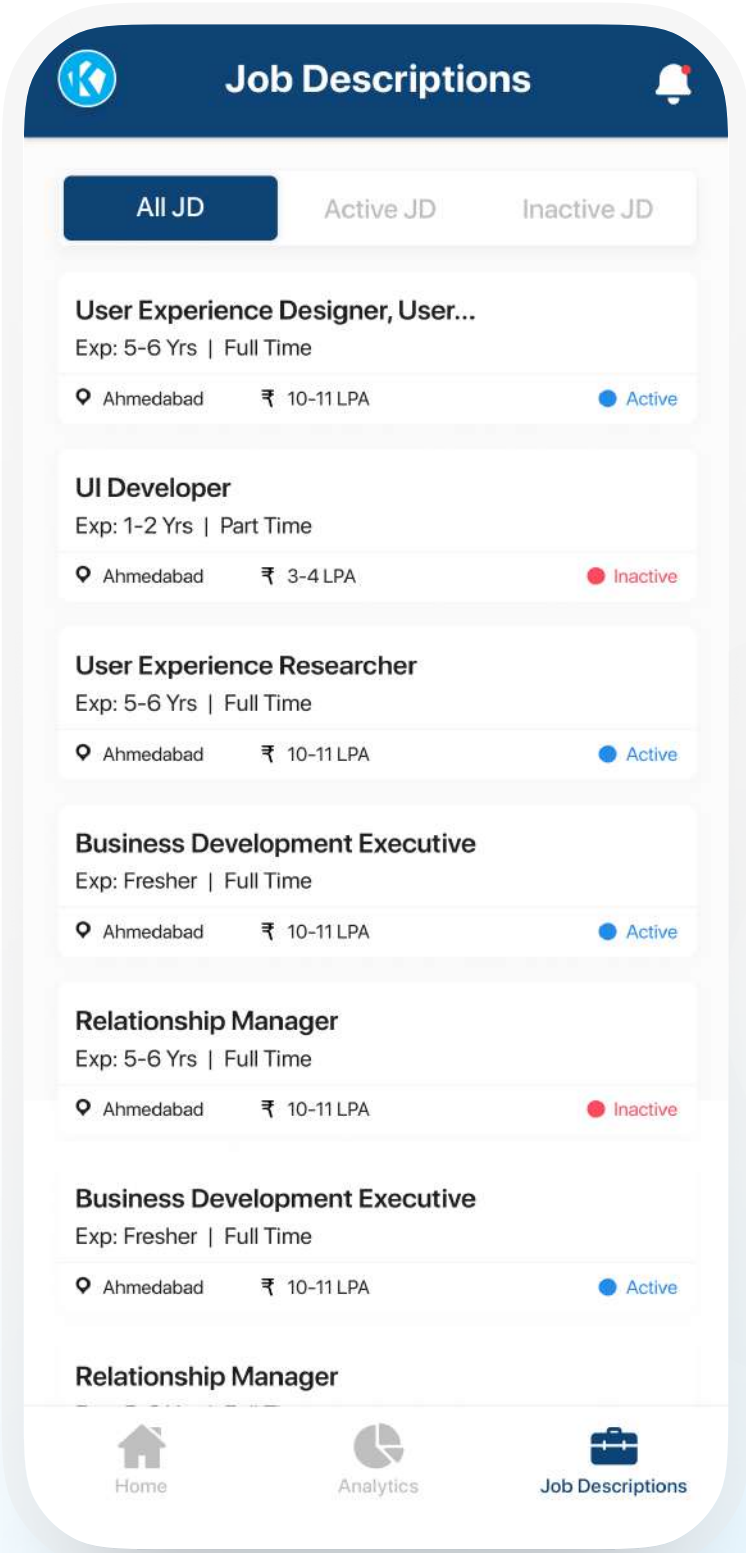 Job Descriptions
All JD
Active JD
Inactive JD
User Experience Designer, User...
Exp: 5-6 Yrs | Full Time
Ahmedabad
₹ 10-11 LPA
Active
UI Developer
Exp: 1-2 Yrs | Part Time
Ahmedabad
₹ 3-4 LPA
Inactive
User Experience Researcher
Exp: 5-6 Yrs | Full Time
Ahmedabad
₹ 10-11 LPA
Active
Business Development Executive
Exp: Fresher | Full Time
Ahmedabad
₹ 10-11 LPA
Active
Relationship Manager
Exp: 5-6 Yrs | Full Time
Ahmedabad
₹ 10-11 LPA
Inactive
Business Development Executive
Exp: Fresher | Full Time
Ahmedabad
₹ 10-11 LPA
Active
Relationship Manager
Home
Analytics
Job Descriptions